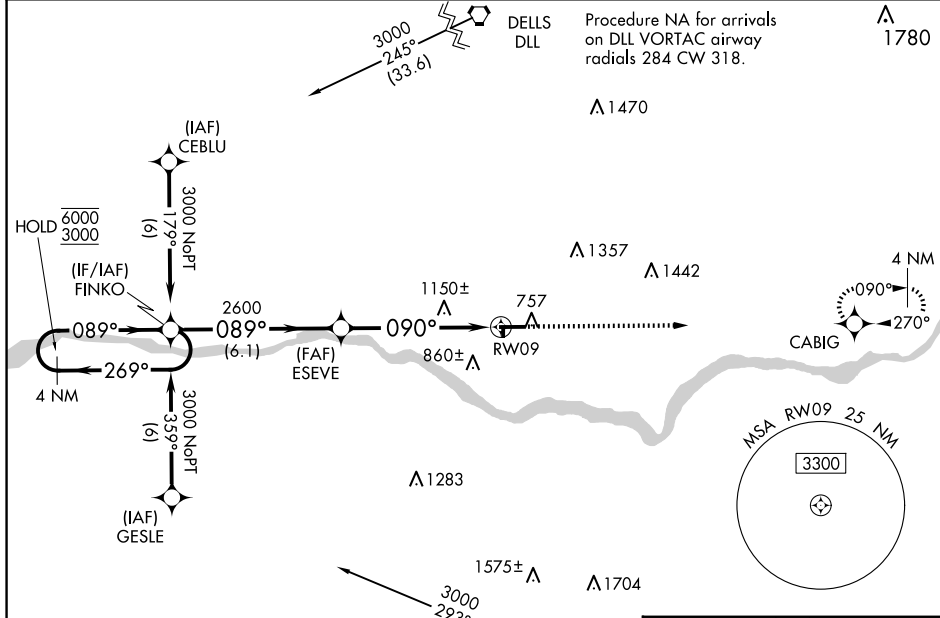 DELLS
DLL
Procedure NA for arrivals
on DLL VORTAC airway
radials 284 CW 318.
1780
3000
245°
(33.6)
1470
(IAF)
CEBLU
3000 NoPT
179°
(6)
HOLD
6000
3000
(IF/IAF)
FINKO
1357
1442
4 NM
1150±
757
090°
270°
CABIG
089°
2600
089°
(6.1)
090°
RW09
(FAF)
ESEVE
860±
269°
4 NM
3000 NoPT
359°
(6)
MSA RW09 25 NM
3300
1283
(IAF)
GESLE
1575±
1704
3000
293°